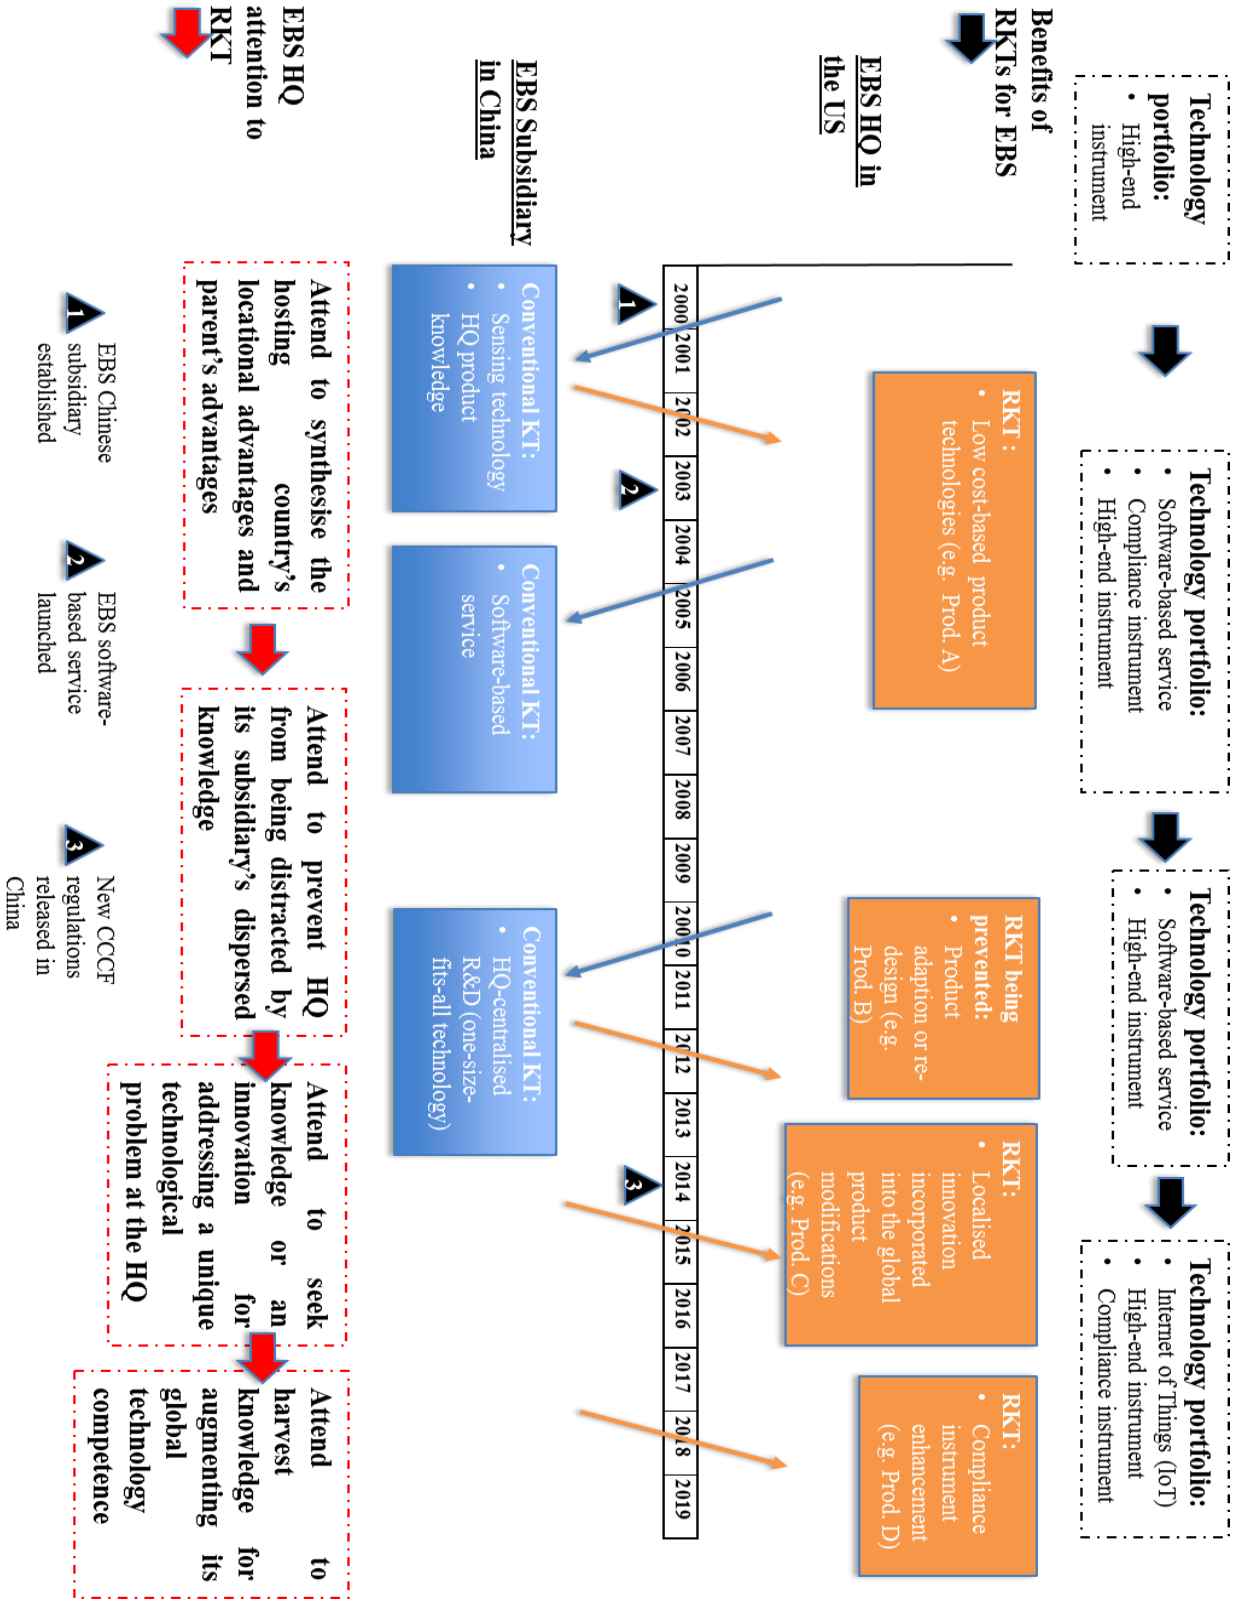 Technology
portfolio:
• High-end
instrument
Technology portfolio:
• Software-based service
• Compliance instrument
• High-end instrument
Technology portfolio:
• Software-based service
• High-end instrument
Technology portfolio:
• Internet of Things (IoT)
• High-end instrument
• Compliance instrument
Benefits of
RKTs for EBS
EBS HQ in
the US
RKT :
• Low cost-based product
technologies (e.g. Prod. A)
RKT being
prevented:
• Product
adaption or re-
design (e.g.
Prod. B)
RKT:
• Localised
innovation
incorporated
into the global
product
modifications
(e.g. Prod. C)
RKT:
• Compliance
instrument
enhancement
(e.g. Prod. D)
2000 2001 2002 2003 2004 2005 2006 2007 2008 2009 20010 2011 2012 2013 2014 2015 2016 2017 2018 2019
1
2
3
EBS Subsidiary
in China
Conventional KT:
• Sensing technology
• HQ product
knowledge
Conventional KT:
• Software-based
service
Conventional KT:
• HQ-centralised
R&D (one-size-
fits-all technology)
EBS HQ
attention to
RKT
Attend to synthesise the
hosting country's
locational advantages and
parent's advantages
Attend to prevent HQ
from being distracted by
its subsidiary's dispersed
knowledge
Attend to seek
knowledge or an
innovation for
addressing a unique
technological
problem at the HQ
Attend to
harvest
knowledge for
augmenting its
global
technology
competence
1
EBS Chinese
subsidiary
established
2
EBS software-
based service
launched
3
New CCCF
regulations
released in
China